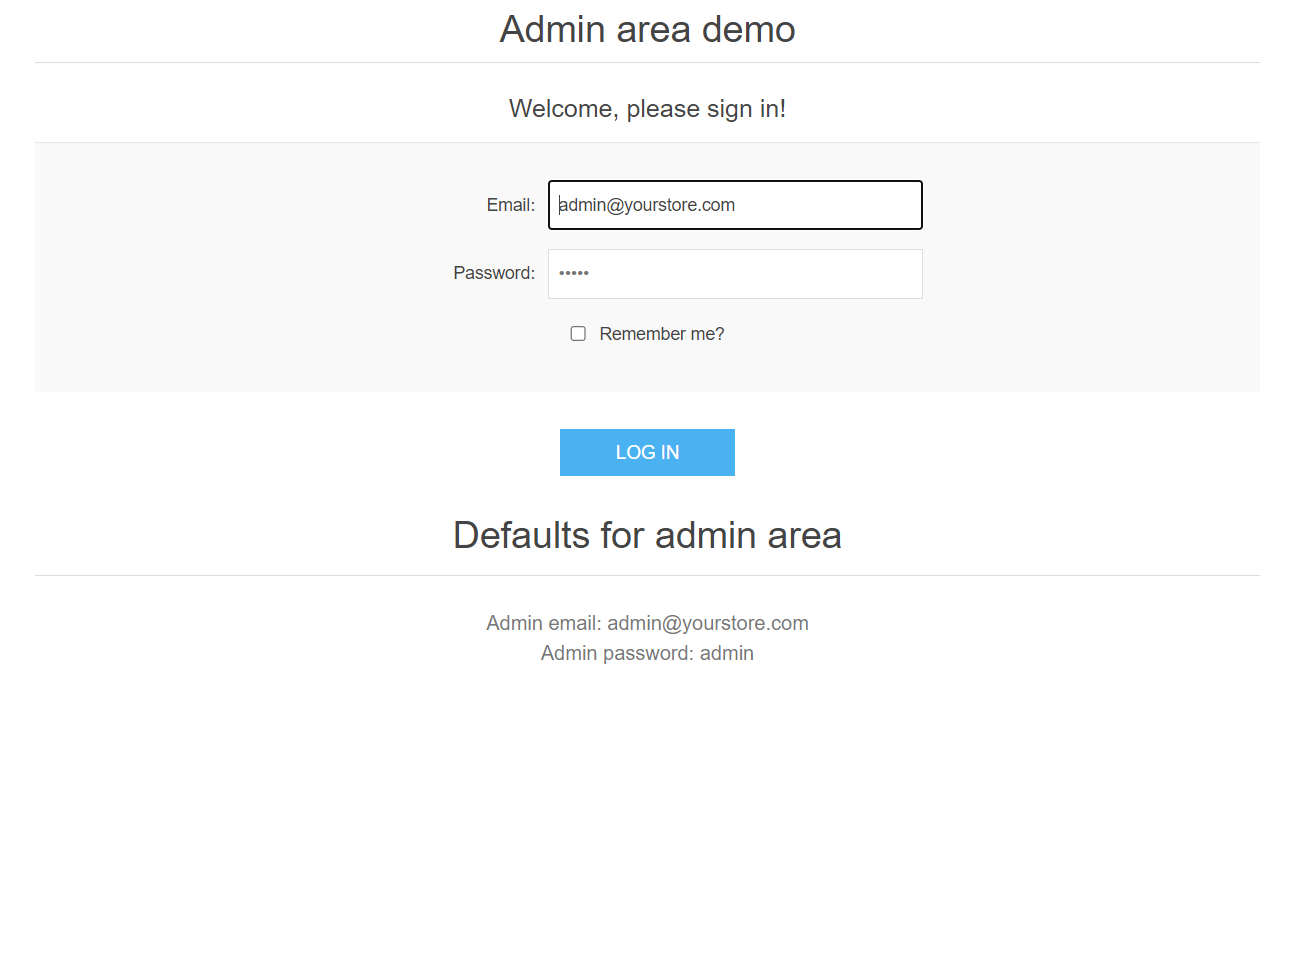 Admin area demo
Welcome, please sign in!
Email: admin@yourstore.com
Password: •••••
Remember me?
LOG IN
Defaults for admin area
Admin email: admin@yourstore.com
Admin password: admin